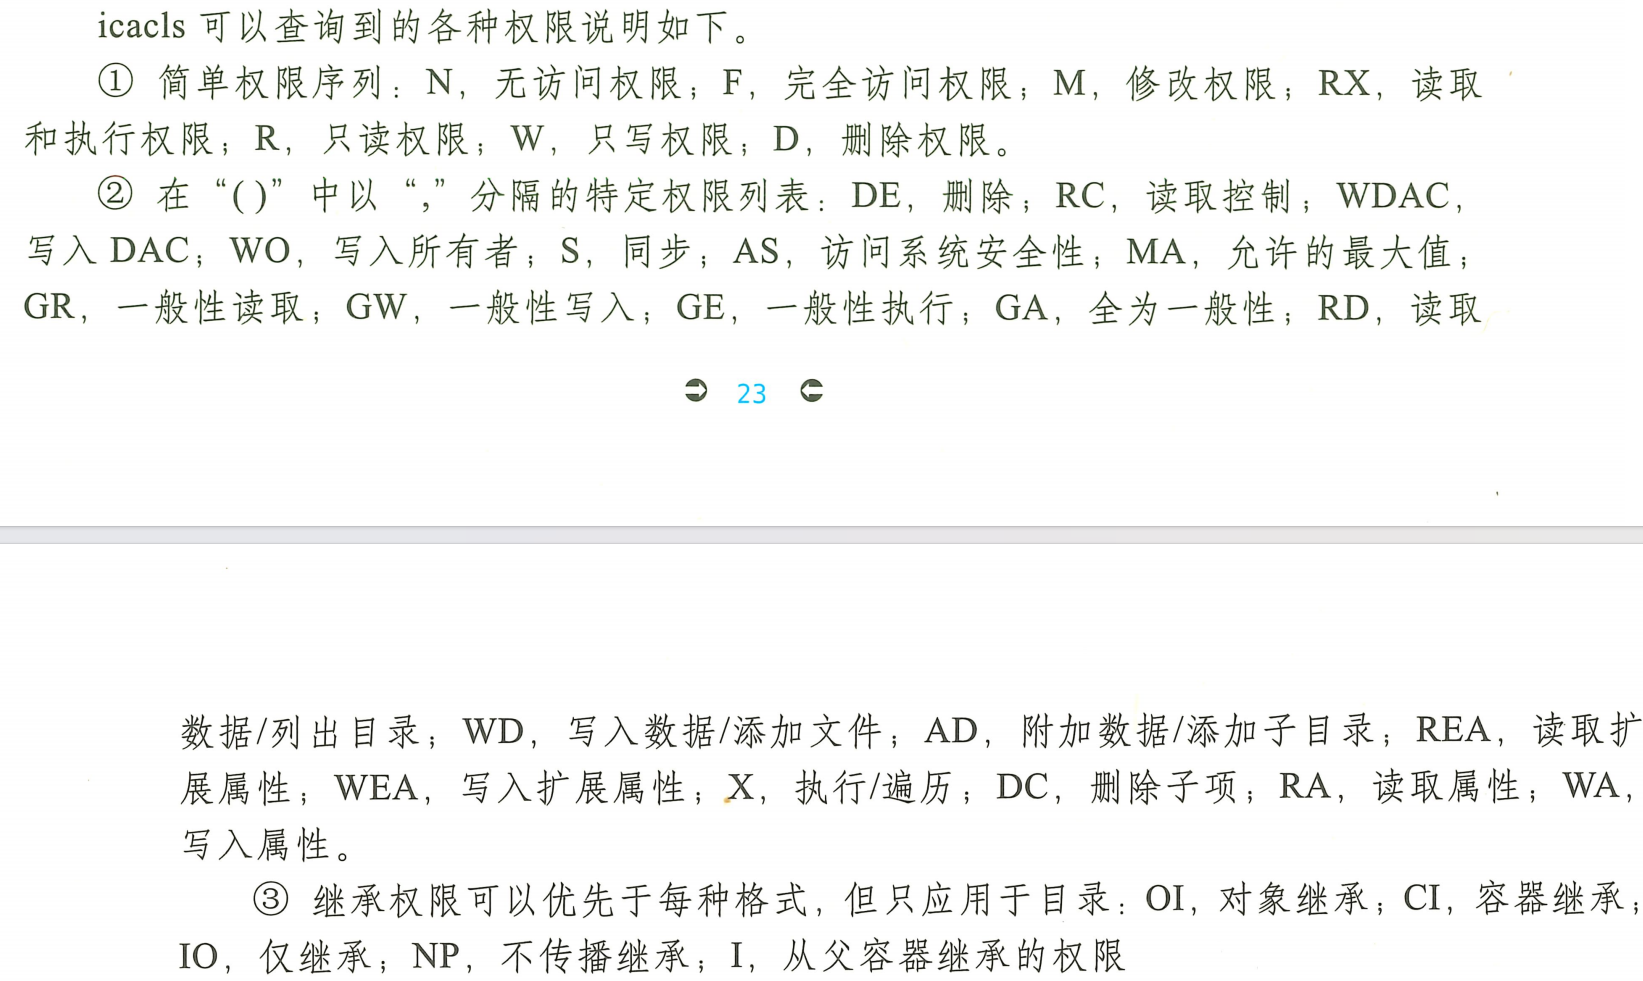 icacls 可以查询到的各种权限说明如下。
① 简单权限序列：N，无访问权限；F，完全访问权限；M，修改权限；RX，读取
和执行权限；R，只读权限；W，只写权限；D，删除权限。
② 在“( )”中以“,”分隔的特定权限列表：DE，删除；RC，读取控制；WDAC，
写入 DAC；WO，写入所有者；S，同步；AS，访问系统安全性；MA，允许的最大值；
GR，一般性读取；GW，一般性写入；GE，一般性执行；GA，全为一般性；RD，读取
23
数据/列出目录；WD，写入数据/添加文件；AD，附加数据/添加子目录；REA，读取扩
展属性；WEA，写入扩展属性；X，执行/遍历；DC，删除子项；RA，读取属性；WA，
写入属性。
③ 继承权限可以优先于每种格式，但只应用于目录：OI，对象继承；CI，容器继承；
IO，仅继承；NP，不传播继承；I，从父容器继承的权限